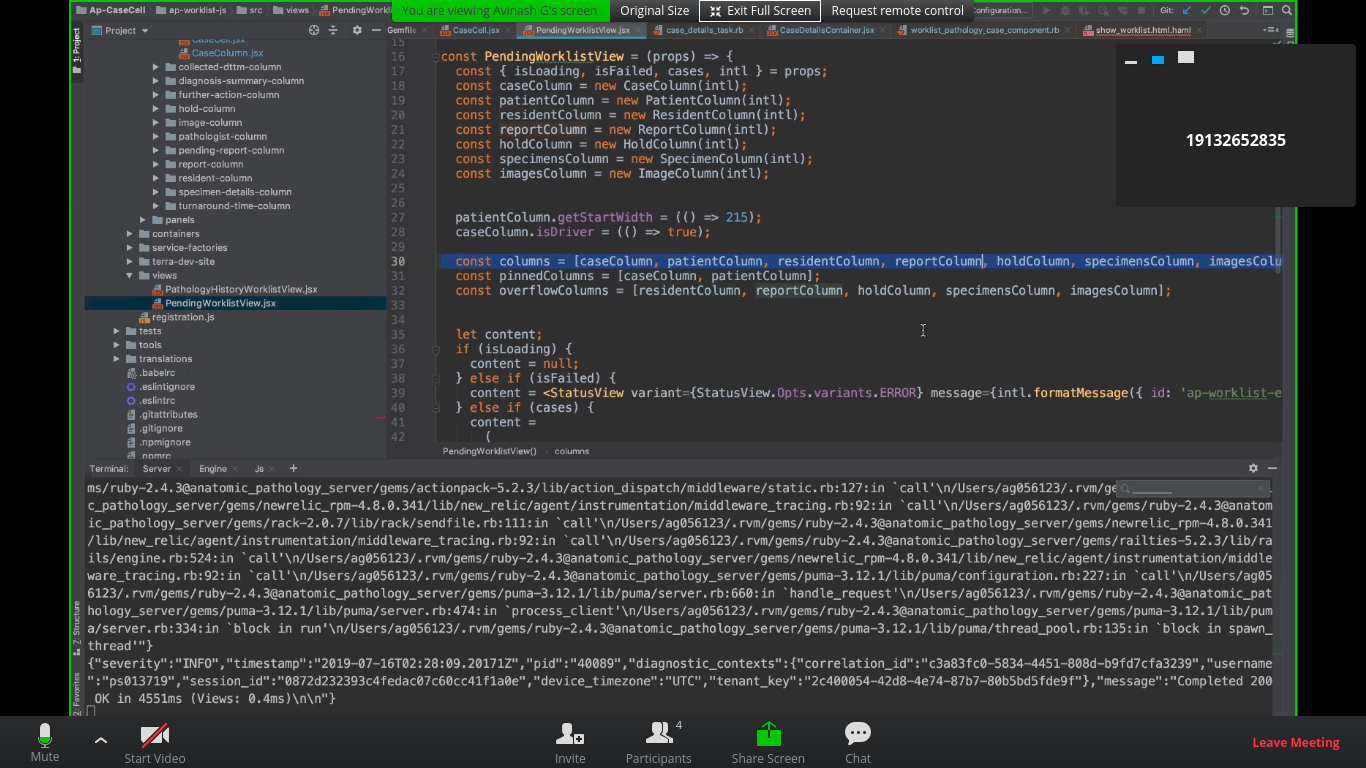 You are viewing Avinash G's screen
Original Size
Exit Full Screen
Request remote control
Ap-CaseCell
ap-worklist-js
src
views
PendingWorkli
onfiguration...
Git:
Project
Gemfile
CaseCell.jsx
PendingWorklistView.jsx
case_details_task.rb
CaseDetailsContainer.jsx
worklist_pathology_case_component.rb
show_worklist.html.haml
1: Project
CaseCell.jsx
CaseColumn.jsx
collected-dttm-column
diagnosis-summary-column
further-action-column
hold-column
image-column
pathologist-column
pending-report-column
report-column
resident-column
specimen-details-column
turnaround-time-column
panels
containers
service-factories
terra-dev-site
views
PathologyHistoryWorklistView.jsx
PendingWorklistView.jsx
registration.js
tests
tools
translations
.babelrc
.eslintignore
.eslintrc
.gitattributes
.gitignore
.npmignore
.npmrc
15
16 const PendingWorklistView = (props) => {
17 const { isLoading, isFailed, cases, intl } = props;
18 const caseColumn = new CaseColumn(intl);
19 const patientColumn = new PatientColumn(intl);
20 const residentColumn = new ResidentColumn(intl);
21 const reportColumn = new ReportColumn(intl);
22 const holdColumn = new HoldColumn(intl);
23 const specimensColumn = new SpecimenColumn(intl);
24 const imagesColumn = new ImageColumn(intl);
25
26
27 patientColumn.getStartWidth = (() => 215);
28 caseColumn.isDriver = (() => true);
29
30 const columns = [caseColumn, patientColumn, residentColumn, reportColumn, holdColumn, specimensColumn, imagesColu
31 const pinnedColumns = [caseColumn, patientColumn];
32 const overflowColumns = [residentColumn, reportColumn, holdColumn, specimensColumn, imagesColumn];
33
34
35 let content;
36 if (isLoading) {
37 content = null;
38 } else if (isFailed) {
39 content = <StatusView variant={StatusView.Opts.variants.ERROR} message={intl.formatMessage({ id: 'ap-worklist-e
40 } else if (cases) {
41 content =
42 (
PendingWorklistView()
columns
19132652835
Terminal: Server Engine Js +
ms/ruby-2.4.3@anatomic_pathology_server/gems/actionpack-5.2.3/lib/action_dispatch/middleware/static.rb:127:in `call'\n/Users/ag056123/.rvm/ge
c_pathology_server/gems/newrelic_rpm-4.8.0.341/lib/new_relic/agent/instrumentation/middleware_tracing.rb:92:in `call'\n/Users/ag056123/.rvm/gems/ruby-2.4.3@anatom
ic_pathology_server/gems/rack-2.0.7/lib/rack/sendfile.rb:111:in `call'\n/Users/ag056123/.rvm/gems/ruby-2.4.3@anatomic_pathology_server/gems/newrelic_rpm-4.8.0.341
/lib/new_relic/agent/instrumentation/middleware_tracing.rb:92:in `call'\n/Users/ag056123/.rvm/gems/ruby-2.4.3@anatomic_pathology_server/gems/railties-5.2.3/lib/ra
ils/engine.rb:524:in `call'\n/Users/ag056123/.rvm/gems/ruby-2.4.3@anatomic_pathology_server/gems/newrelic_rpm-4.8.0.341/lib/new_relic/agent/instrumentation/middle
ware_tracing.rb:92:in `call'\n/Users/ag056123/.rvm/gems/ruby-2.4.3@anatomic_pathology_server/gems/puma-3.12.1/lib/puma/configuration.rb:227:in `call'\n/Users/ag05
6123/.rvm/gems/ruby-2.4.3@anatomic_pathology_server/gems/puma-3.12.1/lib/puma/server.rb:660:in `handle_request'\n/Users/ag056123/.rvm/gems/ruby-2.4.3@anatomic_pat
hology_server/gems/puma-3.12.1/lib/puma/server.rb:474:in `process_client'\n/Users/ag056123/.rvm/gems/ruby-2.4.3@anatomic_pathology_server/gems/puma-3.12.1/lib/pum
a/server.rb:334:in `block in run'\n/Users/ag056123/.rvm/gems/ruby-2.4.3@anatomic_pathology_server/gems/puma-3.12.1/lib/puma/thread_pool.rb:135:in `block in spawn_
thread'"}
{"severity":"INFO","timestamp":"2019-07-16T02:28:09.20171Z","pid":"40089","diagnostic_contexts":{"correlation_id":"c3a83fc0-5834-4451-808d-b9fd7cfa3239","username
":"ps013719","session_id":"0872d232393c4fedac07c60cc41f1a0e","device_timezone":"UTC","tenant_key":"2c400054-42d8-4e74-87b7-80b5bd5fde9f"},"message":"Completed 200
OK in 4551ms (Views: 0.4ms)\n\n"}
7: Structure
2: Favorites
Mute
Start Video
Invite
4
Participants
Share Screen
Chat
Leave Meeting